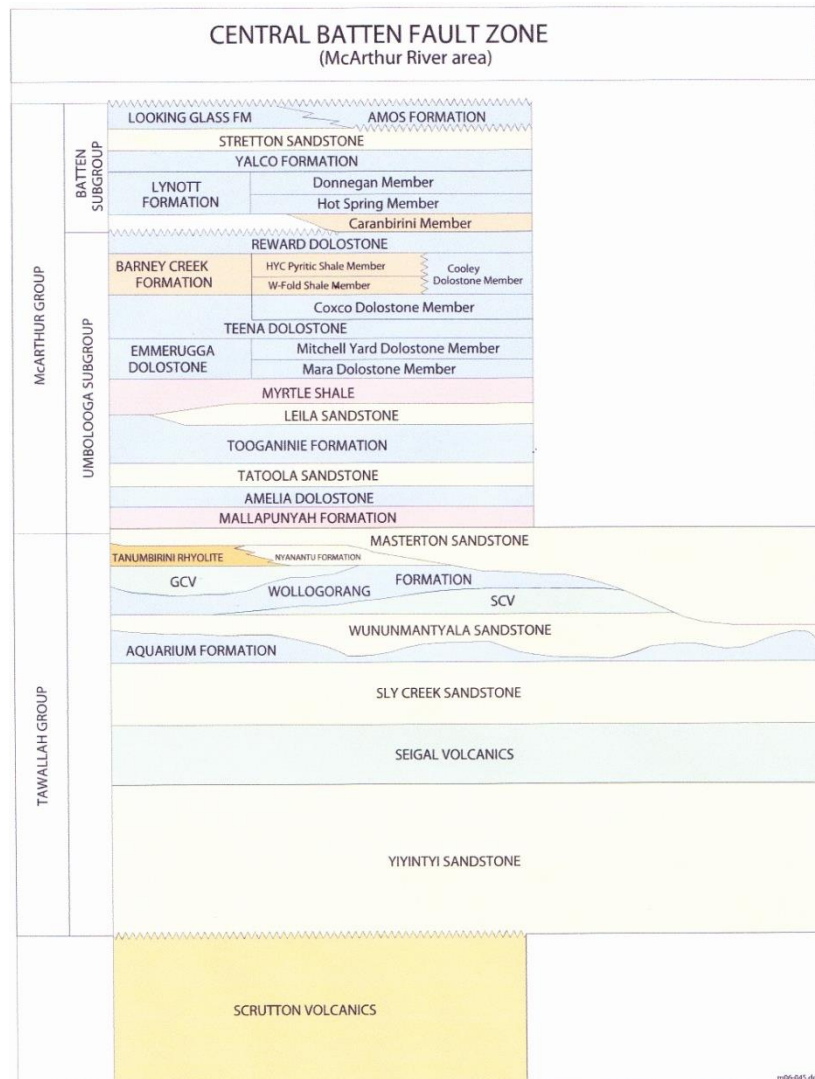 CENTRAL BATTEN FAULT ZONE
(McArthur River area)
McARTHUR GROUP
BATTEN
SUBGROUP
LOOKING GLASS FM
AMOS FORMATION
STRETTON SANDSTONE
YALCO FORMATION
LYNOTT
FORMATION
Donnegan Member
Hot Spring Member
Caranbirini Member
UMBOLOOGA SUBGROUP
REWARD DOLOSTONE
BARNEY CREEK
FORMATION
HYC Pyritic Shale Member
W-Fold Shale Member
Cooley
Dolostone Member
Coxco Dolostone Member
TEENA DOLOSTONE
EMMERUGGA
DOLOSTONE
Mitchell Yard Dolostone Member
Mara Dolostone Member
MYRTLE SHALE
LEILA SANDSTONE
TOOGANINIE FORMATION
TATOOLA SANDSTONE
AMELIA DOLOSTONE
MALLAPUNYAH FORMATION
TAWALLAH GROUP
MASTERTON SANDSTONE
TANUMBIRINI RHYOLITE
NYANANTU FORMATION
GCV
WOLLOGORANG
FORMATION
SCV
WUNUNMANTYALA SANDSTONE
AQUARIUM FORMATION
SLY CREEK SANDSTONE
SEIGAL VOLCANICS
YIYINTYI SANDSTONE
SCRUTTON VOLCANICS